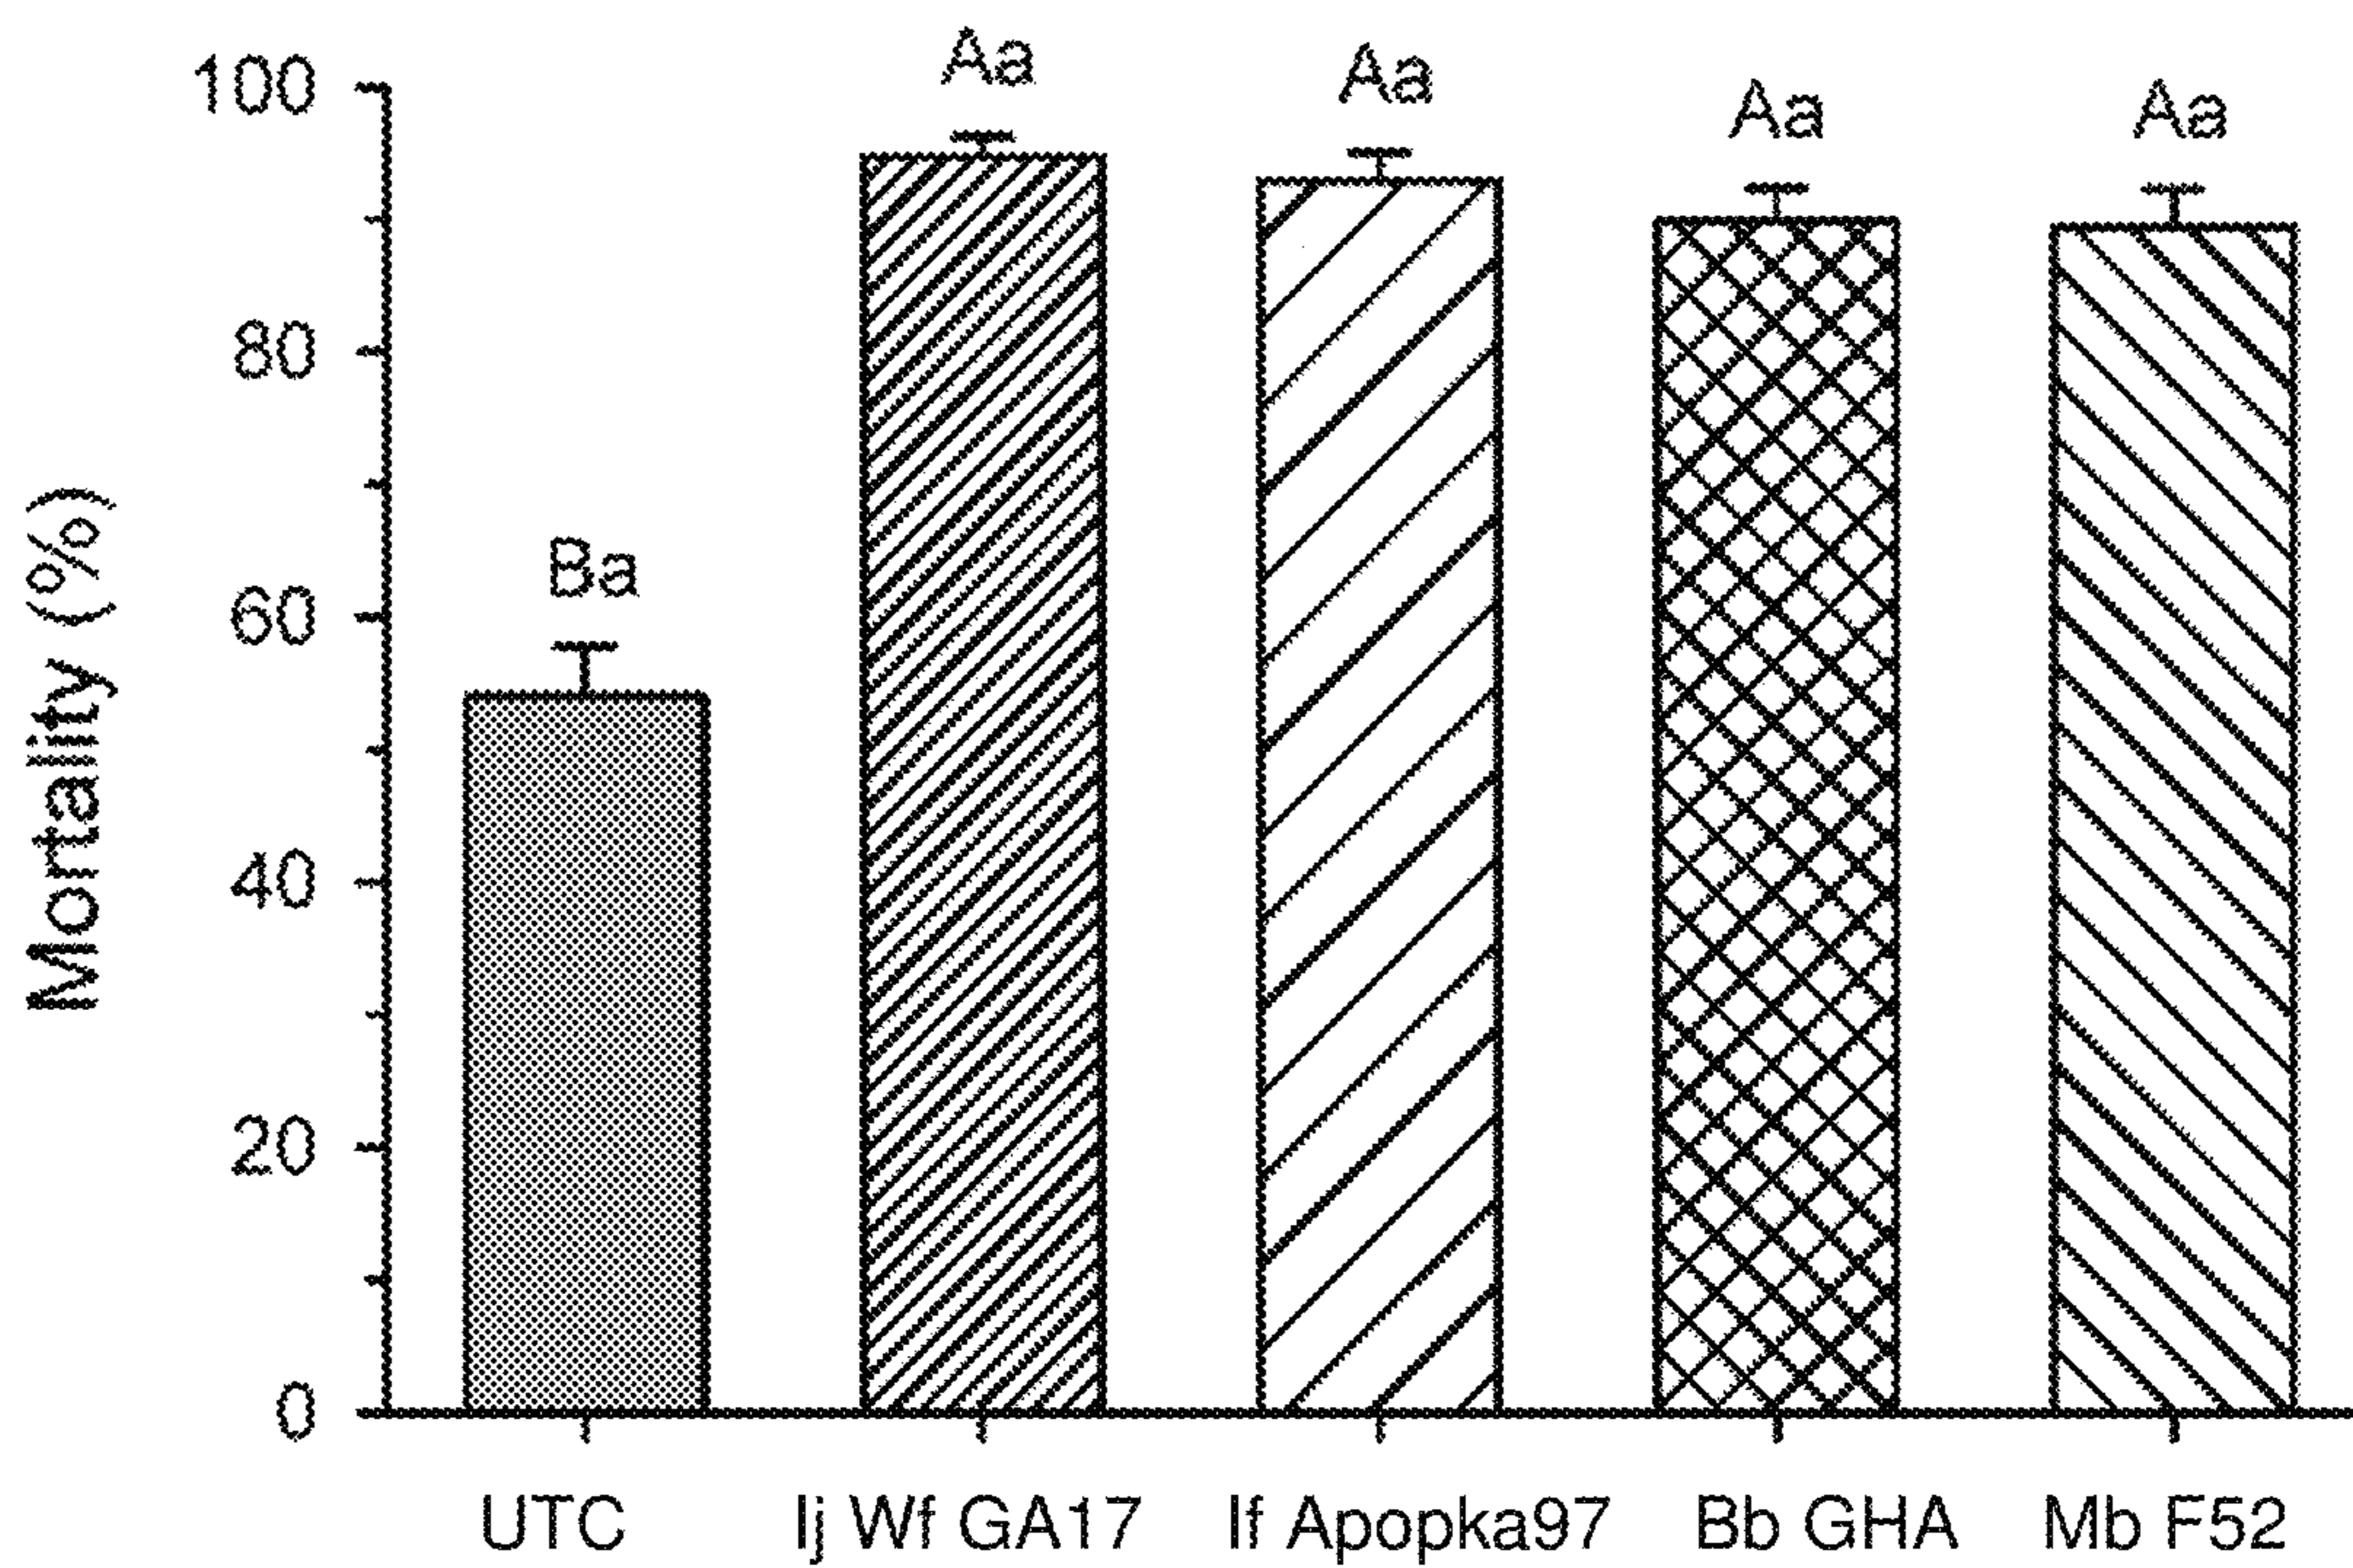 Mortality (%)
100
80
60
40
20
0
Ba
Aa
Aa
Aa
Aa
UTC
Ij Wf GA17
If Apopka97
Bb GHA
Mb F52